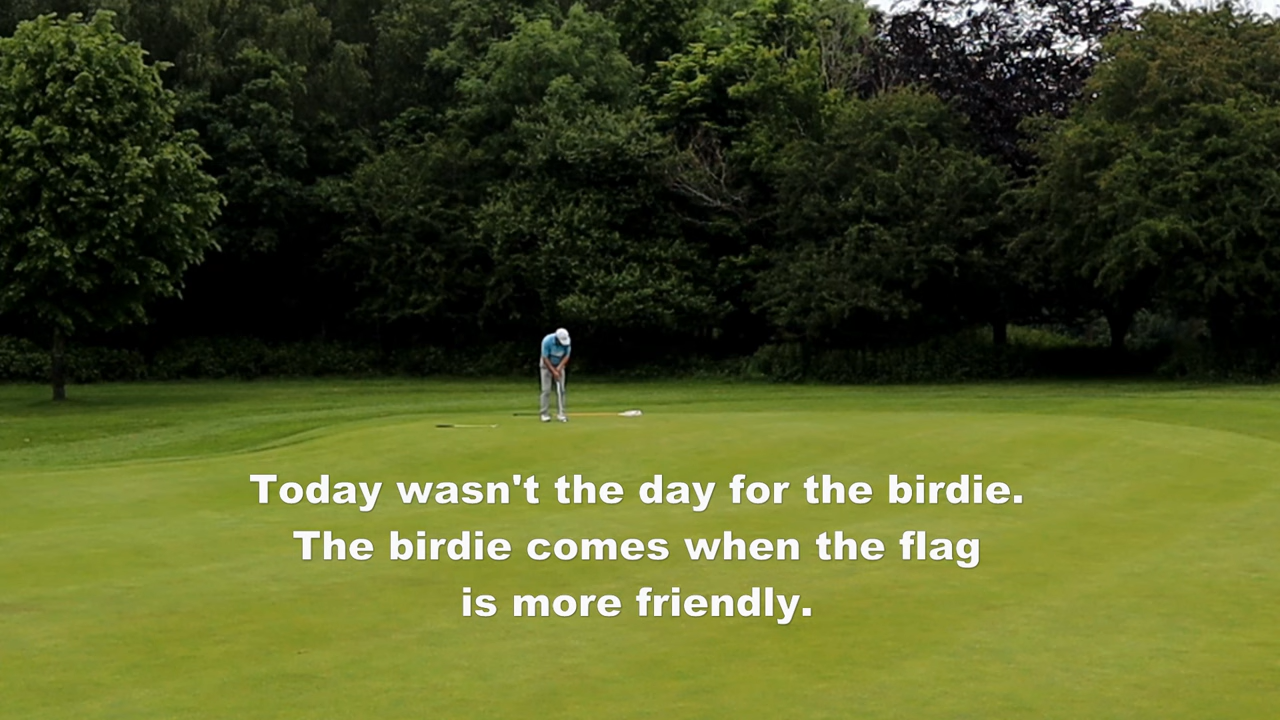 Today wasn't the day for the birdie.
The birdie comes when the flag
is more friendly.